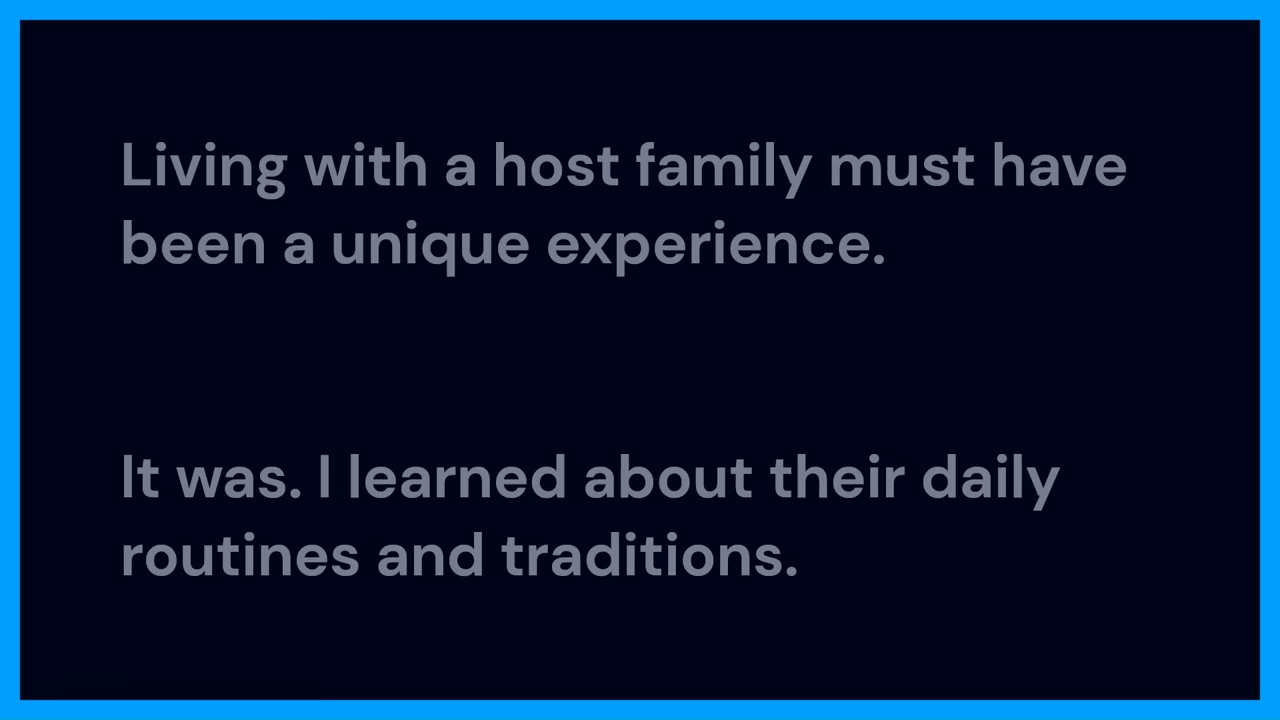 Living with a host family must have
been a unique experience.
It was. I learned about their daily
routines and traditions.